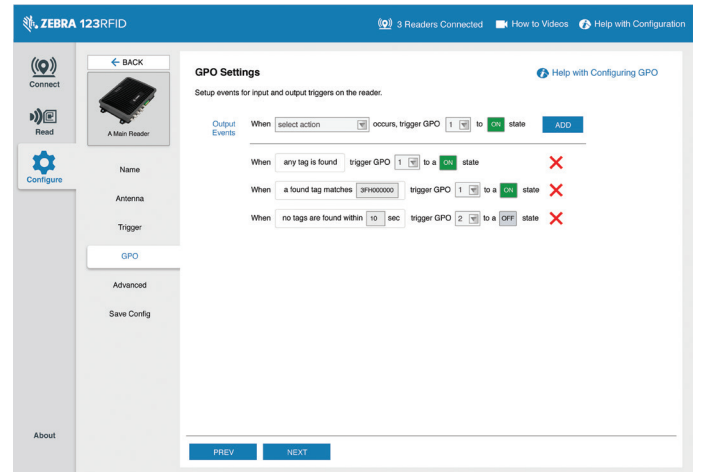 ZEBRA 123RFID
3 Readers Connected How to Videos Help with Configuration
Connect
Read
Configure
About
BACK
A Main Reader
Name
Antenna
Trigger
GPO
Advanced
Save Config
GPO Settings
Help with Configuring GPO
Setup events for input and output triggers on the reader.
Output Events
When select action occurs, trigger GPO 1 to ON state ADD
When any tag is found trigger GPO 1 to a ON state
When a found tag matches 3FH000000 trigger GPO 1 to a ON state
When no tags are found within 10 sec trigger GPO 2 to a OFF state
PREV NEXT